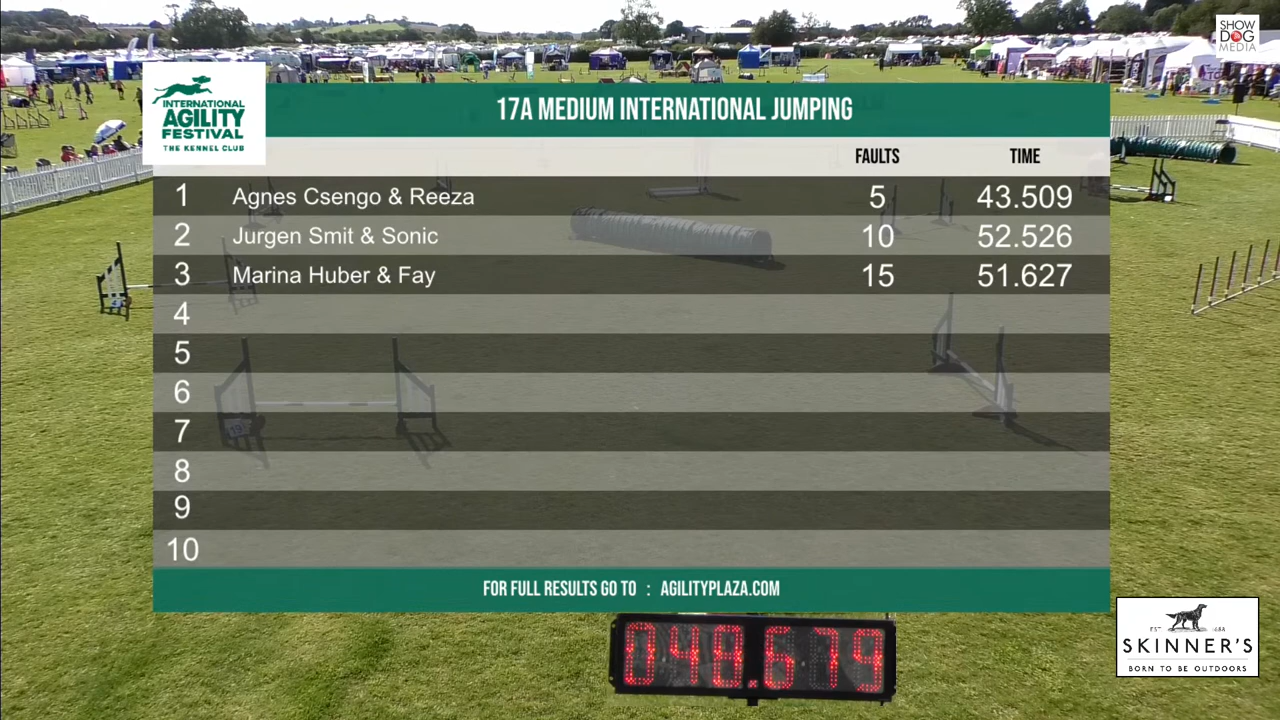 SHOW
DOG
MEDIA
INTERNATIONAL
AGILITY
FESTIVAL
THE KENNEL CLUB
17A MEDIUM INTERNATIONAL JUMPING
FAULTS TIME
1 Agnes Csengo & Reeza 5 43.509
2 Jurgen Smit & Sonic 10 52.526
3 Marina Huber & Fay 15 51.627
4
5
6
7
8
9
10
19
FOR FULL RESULTS GO TO : AGILITYPLAZA.COM
048.679
EST
SKINNER'S
BORN TO BE OUTDOORS